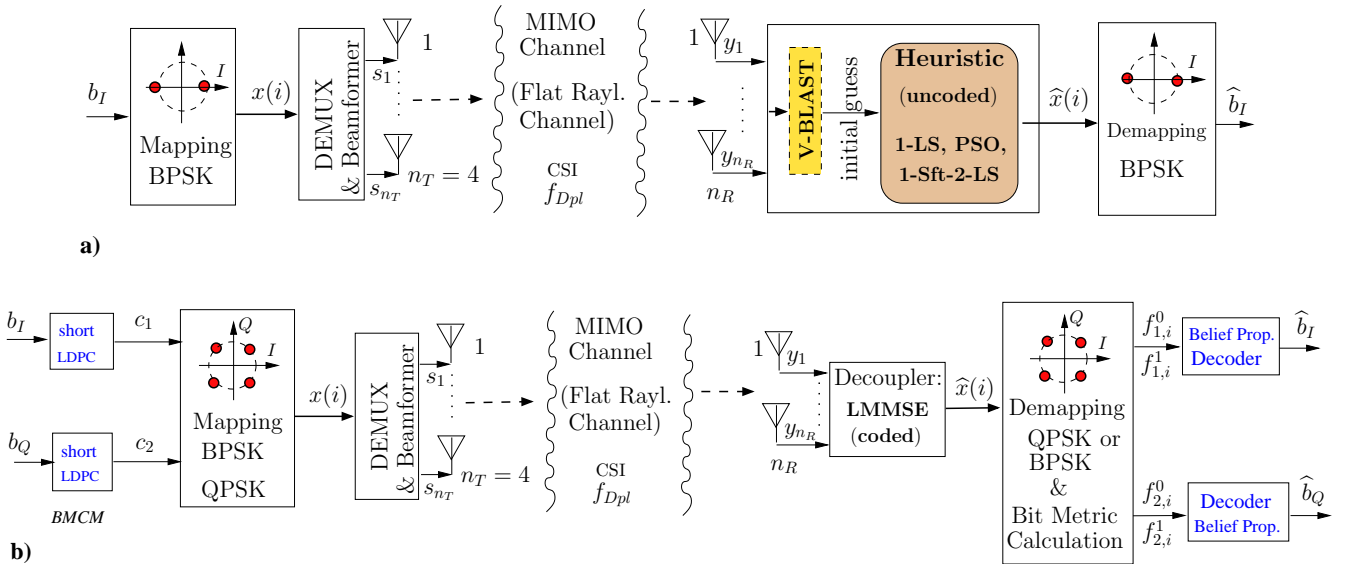 b_I
I
Mapping
BPSK
x(i)
DEMUX
& Beamformer
s_1
1
s_{n_T}
n_T = 4
MIMO
Channel
(Flat Rayl.
Channel)
CSI
f_{Dpl}
1
y_1
y_{n_R}
n_R
V-BLAST
initial guess
Heuristic
(uncoded)
1-LS, PSO,
1-Sft-2-LS
x̂(i)
I
Demapping
BPSK
b̂_I
a)
b_I
short
LDPC
c_1
b_Q
short
LDPC
c_2
BMCM
Q
I
Mapping
BPSK
QPSK
x(i)
DEMUX
& Beamformer
s_1
1
s_{n_T}
n_T = 4
MIMO
Channel
(Flat Rayl.
Channel)
CSI
f_{Dpl}
1
y_1
y_{n_R}
n_R
Decoupler:
LMMSE
(coded)
x̂(i)
Q
I
Demapping
QPSK or
BPSK
&
Bit Metric
Calculation
f^0_{1,i}
f^1_{1,i}
Belief Prop.
Decoder
b̂_I
f^0_{2,i}
f^1_{2,i}
Decoder
Belief Prop.
b̂_Q
b)